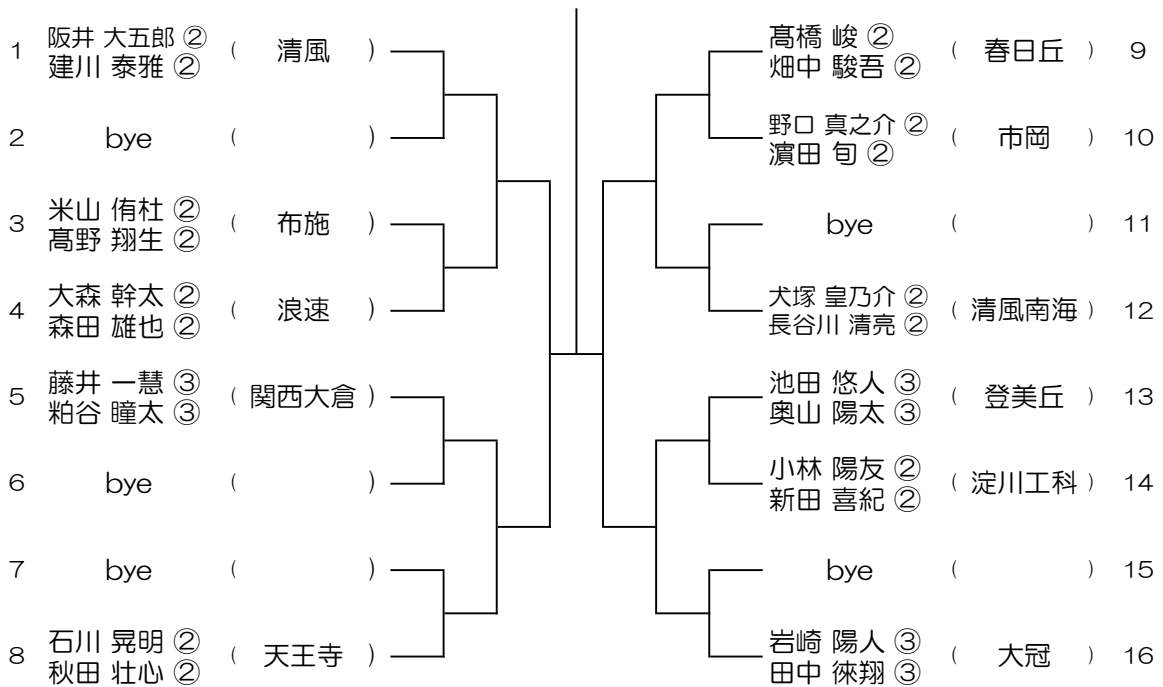 1 阪井 大五郎 ② ( 清風 )
建川 泰雅 ②
2 bye ( )
3 米山 侑杜 ② ( 布施 )
髙野 翔生 ②
4 大森 幹太 ② ( 浪速 )
森田 雄也 ②
5 藤井 一慧 ③ ( 関西大倉 )
粕谷 瞳太 ③
6 bye ( )
7 bye ( )
8 石川 晃明 ② ( 天王寺 )
秋田 壮心 ②
髙橋 峻 ② ( 春日丘 ) 9
畑中 駿吾 ②
野口 真之介 ② ( 市岡 ) 10
濵田 旬 ②
bye ( ) 11
犬塚 皇乃介 ② ( 清風南海 ) 12
長谷川 清亮 ②
池田 悠人 ③ ( 登美丘 ) 13
奥山 陽太 ③
小林 陽友 ② ( 淀川工科 ) 14
新田 喜紀 ②
bye ( ) 15
岩崎 陽人 ③ ( 大冠 ) 16
田中 徠翔 ③